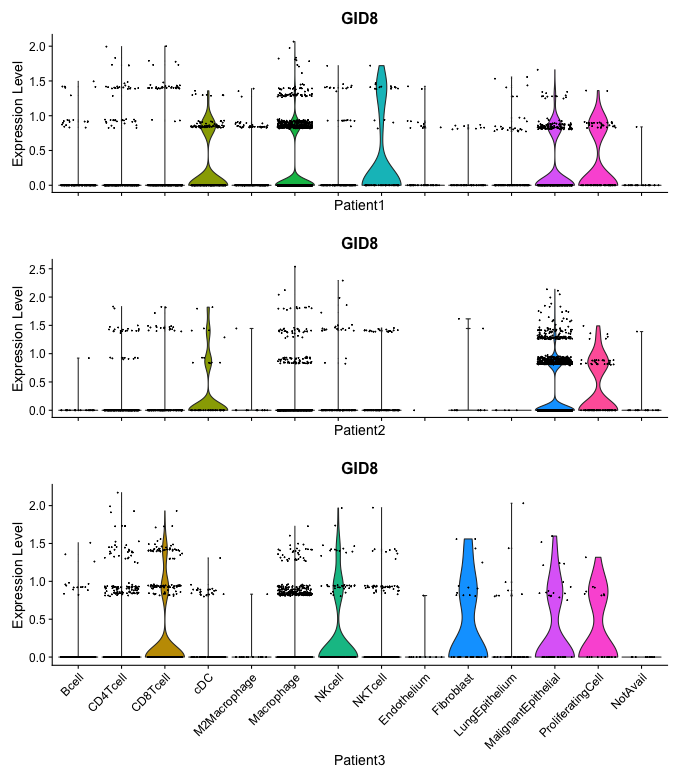 GID8
Expression Level
2.0
1.5
1.0
0.5
0.0
Patient1
GID8
Expression Level
2.5
2.0
1.5
1.0
0.5
0.0
Patient2
GID8
Expression Level
2.0
1.5
1.0
0.5
0.0
Bcell
CD4Tcell
CD8Tcell
cDC
M2Macrophage
Macrophage
NKcell
NKTcell
Endothelium
Fibroblast
LungEpithelium
MalignantEpithelial
ProliferatingCell
NotAvail
Patient3